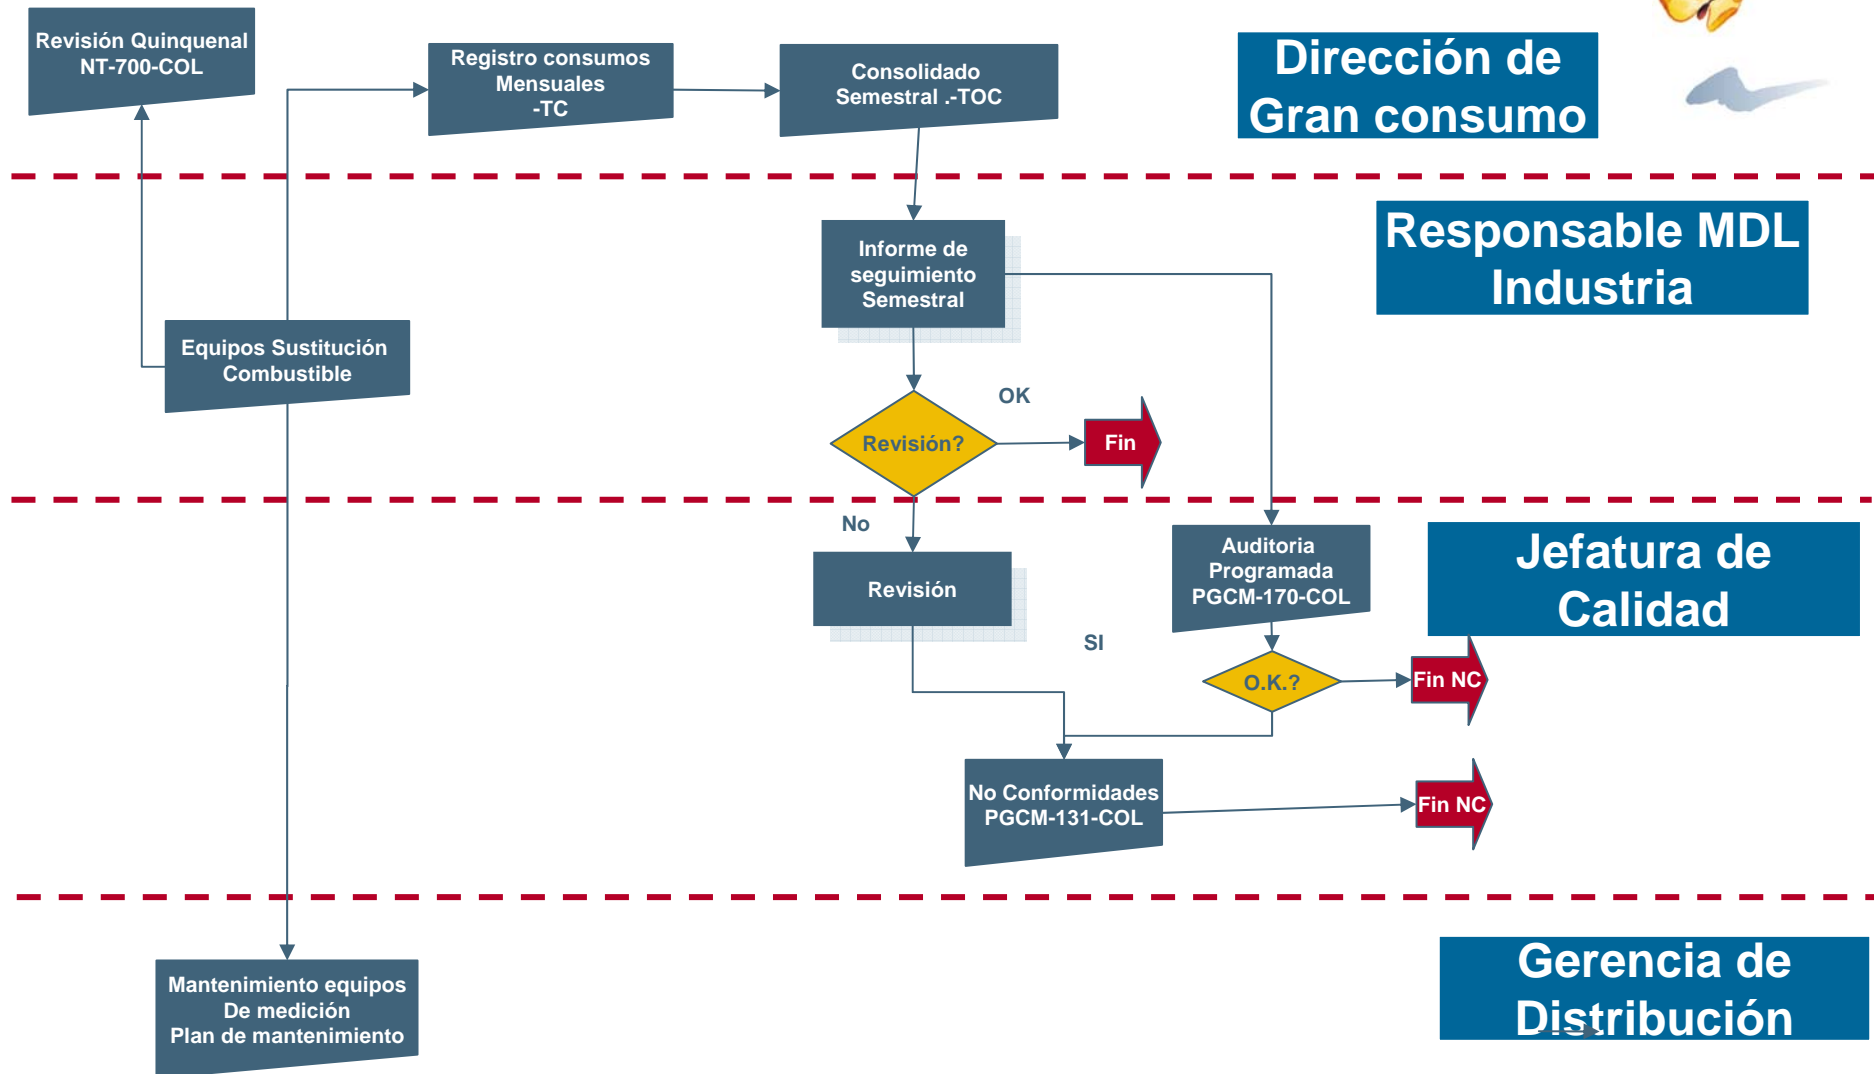 Revisión Quinquenal
NT-700-COL
Registro consumos
Mensuales
-TC
Consolidado
Semestral .-TOC
Dirección de
Gran consumo
Responsable MDL
Industria
Informe de
seguimiento
Semestral
Equipos Sustitución
Combustible
OK
Revisión?
Fin
No
Auditoria
Programada
PGCM-170-COL
Jefatura de
Calidad
Revisión
SI
O.K.?
Fin NC
No Conformidades
PGCM-131-COL
Fin NC
Mantenimiento equipos
De medición
Plan de mantenimiento
Gerencia de
Distribución